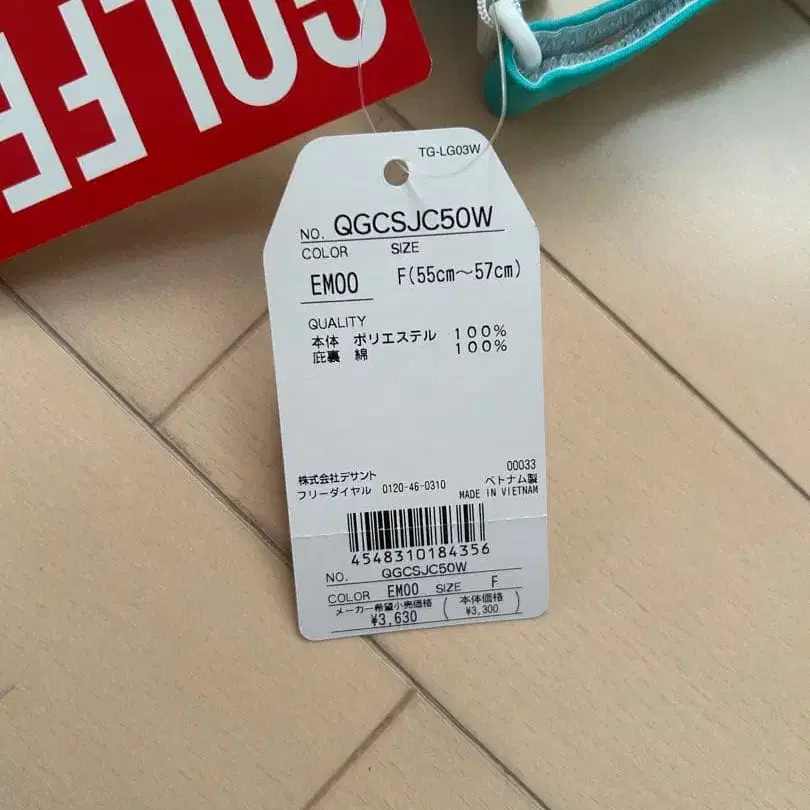 GOLFF
TG-LG03W
NO. QGCSJC50W
COLOR SIZE
EM00 F(55cm～57cm)
QUALITY
本体 ポリエステル 100%
庇裏 綿 100%
00033
株式会社デサント ベトナム製
フリーダイヤル 0120-46-0310 MADE IN VIETNAM
4548310184356
NO. QGCSJC50W
COLOR EM00 SIZE F
メーカー希望小売価格 (本体価格
¥3,630 ¥3,300)